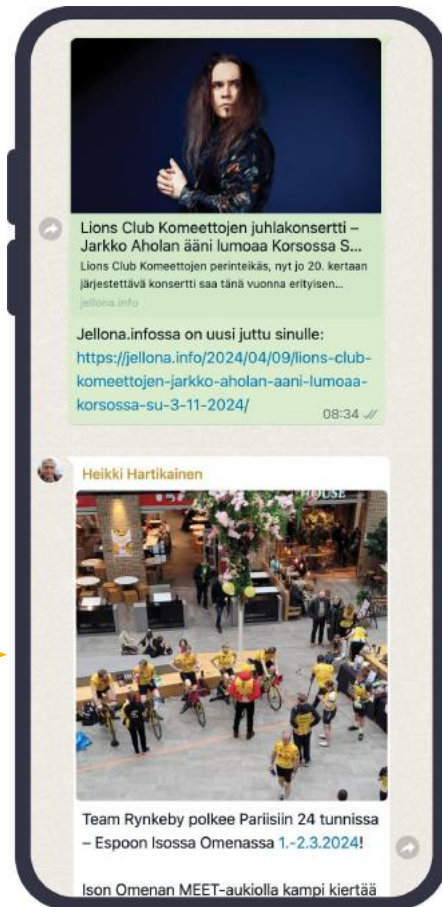 Lions Club Komeettojen juhlakonsertti –
Jarkko Aholan ääni lumoaa Korsossa S...
Lions Club Komeettojen perinteikäs, nyt jo 20. kertaan
järjestettävä konsertti saa tänä vuonna erityisen...
jellona.info
Jellona.infossa on uusi juttu sinulle:
https://jellona.info/2024/04/09/lions-club-
komeettojen-jarkko-aholan-aani-lumoaa-
korsossa-su-3-11-2024/
08:34
Heikki Hartikainen
HOUSE
Team Rynkeby polkee Pariisiin 24 tunnissa
– Espoon Isossa Omenassa 1.-2.3.2024!
Ison Omenan MEET-aukiolla kampi kiertää